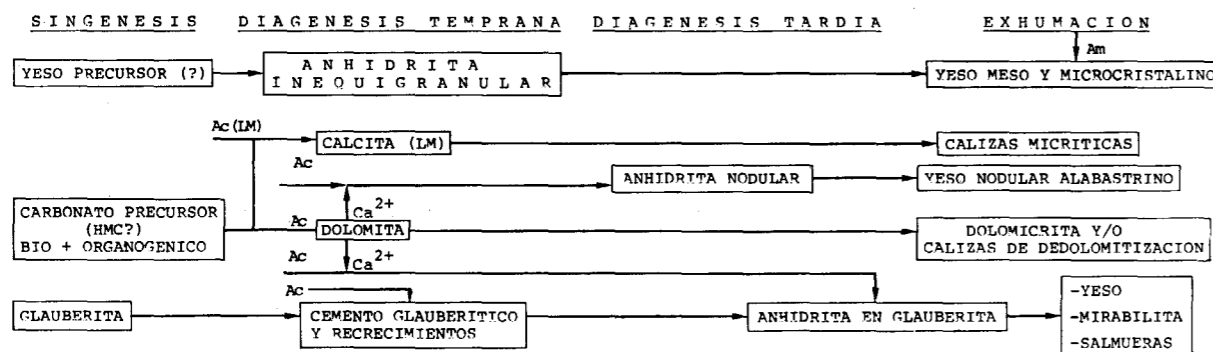 SINGENESIS DIAGENESIS TEMPRANA DIAGENESIS TARDIA EXHUMACION
Am
YESO PRECURSOR (?)
ANHIDRITA
INEQUIGRANULAR
YESO MESO Y MICROCRISTALINO
Ac(LM)
CALCITA (LM)
CALIZAS MICRITICAS
Ac
ANHIDRITA NODULAR
YESO NODULAR ALABASTRINO
Ca2+
CARBONATO PRECURSOR
(HMC?)
BIO + ORGANOGENICO
Ac
DOLOMITA
DOLOMICRITA Y/O
CALIZAS DE DEDOLOMITIZACION
Ac
Ca2+
Ac
GLAUBERITA
CEMENTO GLAUBERITICO
Y RECRECIMIENTOS
ANHIDRITA EN GLAUBERITA
-YESO
-MIRABILITA
-SALMUERAS